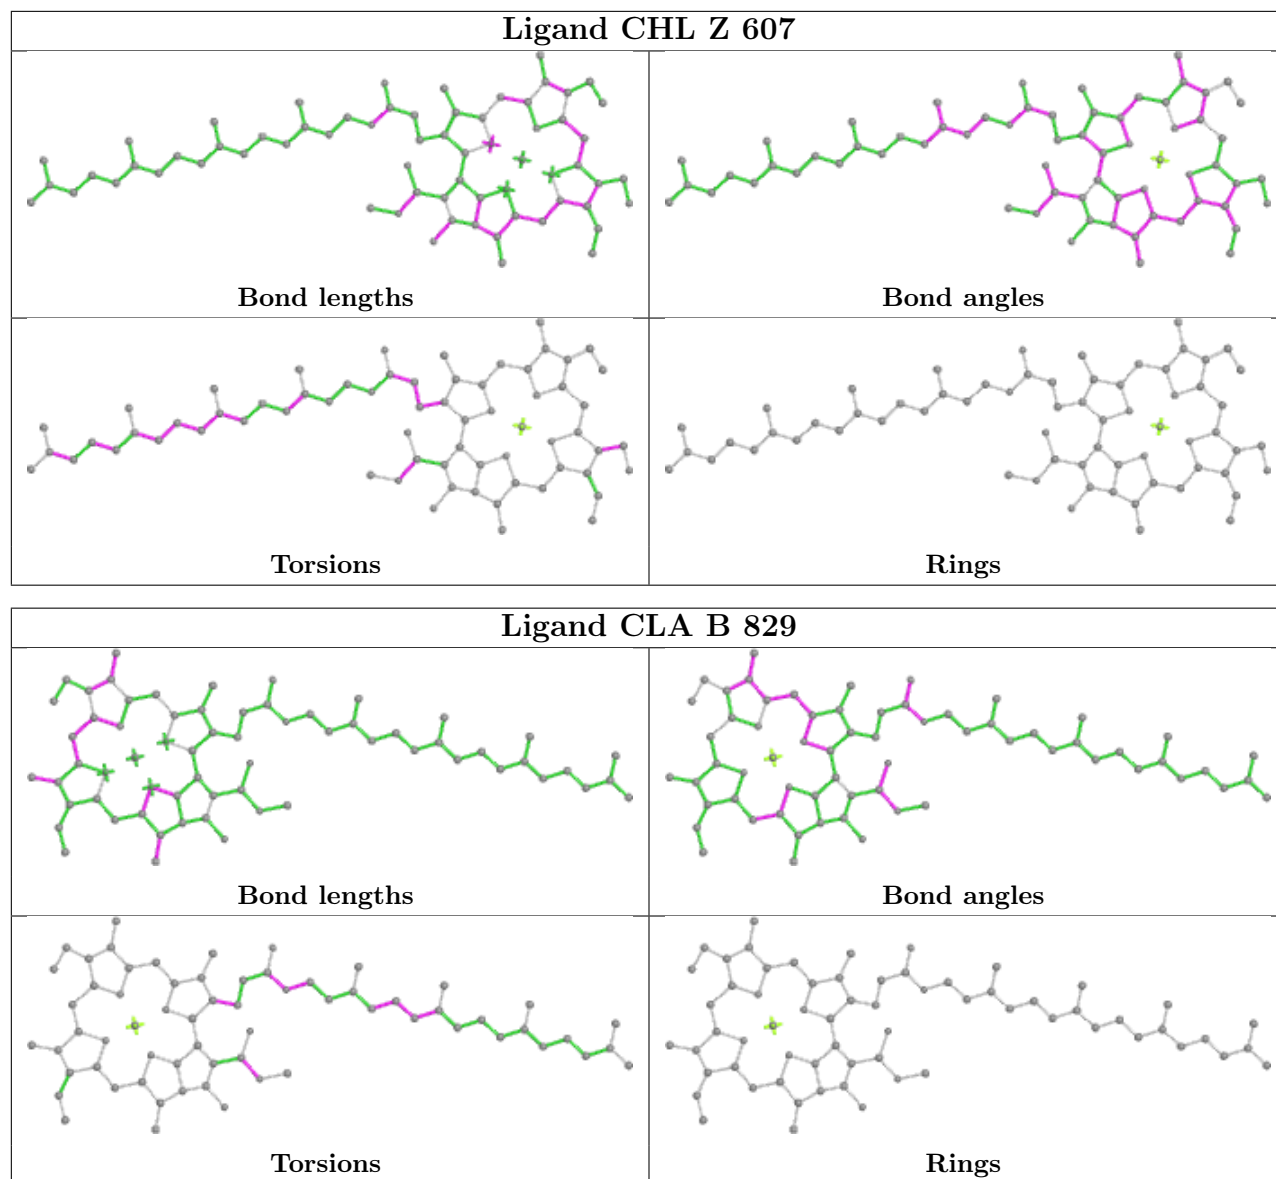 Ligand CHL Z 607
Bond lengths
Bond angles
Torsions
Rings
Ligand CLA B 829
Bond lengths
Bond angles
Torsions
Rings